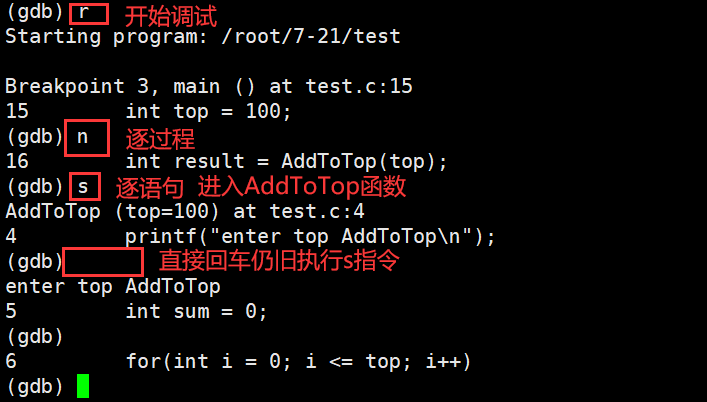 (gdb) r 开始调试
Starting program: /root/7-21/test
Breakpoint 3, main () at test.c:15
15 int top = 100;
(gdb) n 逐过程
16 int result = AddToTop(top);
(gdb) s 逐语句 进入AddToTop函数
AddToTop (top=100) at test.c:4
4 printf("enter top AddToTop\n");
(gdb) 直接回车仍旧执行s指令
enter top AddToTop
5 int sum = 0;
(gdb)
6 for(int i = 0; i <= top; i++)
(gdb)